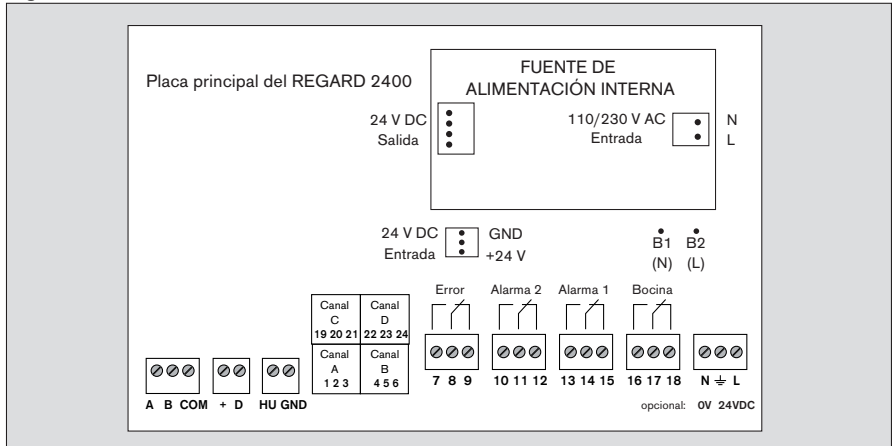 Placa principal del REGARD 2400
FUENTE DE
ALIMENTACIÓN INTERNA
24 V DC
Salida
110/230 V AC
Entrada
N
L
24 V DC
Entrada
GND
+24 V
B1 B2
(N) (L)
Error Alarma 2 Alarma 1 Bocina
Canal Canal
C D
19 20 21 22 23 24
Canal Canal
A B
1 2 3 4 5 6
7 8 9 10 11 12 13 14 15 16 17 18 N ⏚ L
A B COM + D HU GND
opcional: 0V 24VDC